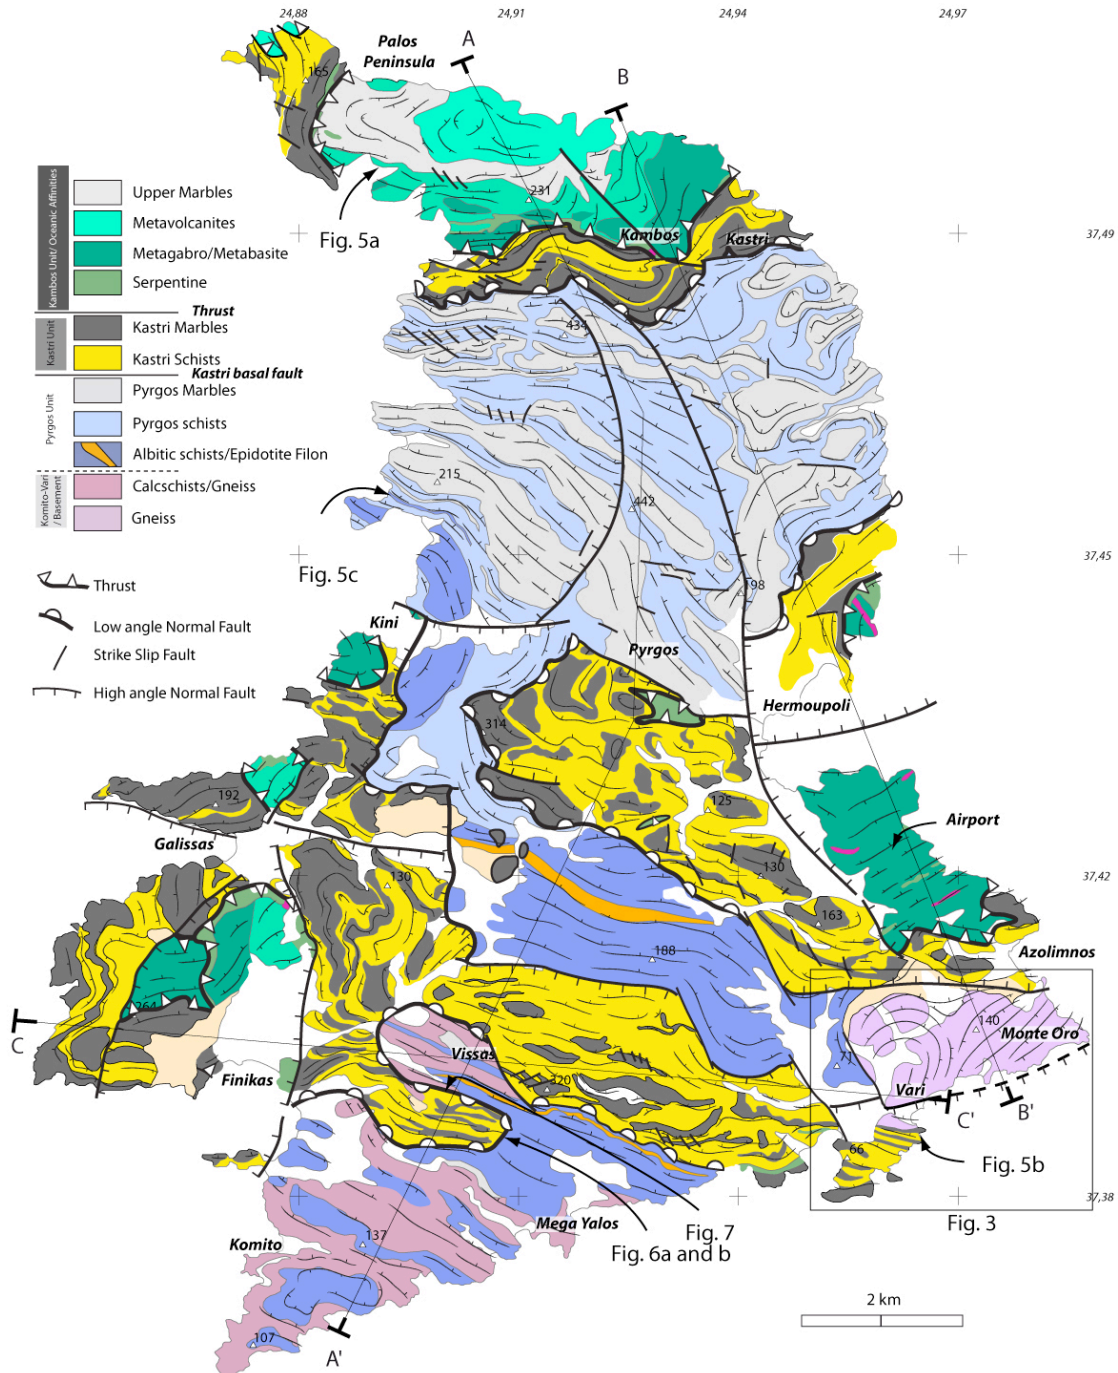 24,88
24,91
24,94
24,97
A
Palos
Peninsula
B
165
Kambos Unit/ Oceanic Affinities
Upper Marbles
Metavolcanites
Metagabro/Metabasite
Serpentine
Thrust
Kastri Unit
Kastri Marbles
Kastri Schists
Kastri basal fault
Pyrgos Unit
Pyrgos Marbles
Pyrgos schists
Albitic schists/Epidotite Filon
Komito-Vari
/ Basement
Calcschists/Gneiss
Gneiss
Thrust
Low angle Normal Fault
Strike Slip Fault
High angle Normal Fault
231
Fig. 5a
Kambos
Kastri
37,49
434
215
442
Fig. 5c
37,45
198
Kini
Pyrgos
Hermoupoli
314
192
125
Airport
Galissas
130
130
37,42
163
188
Azolimnos
264
140
Monte Oro
C
Vissas
71
Finikas
320
Vari
C'
B'
66
Fig. 5b
37,38
Mega Yalos
Fig. 7
Fig. 3
Komito
137
Fig. 6a and b
2 km
107
A'